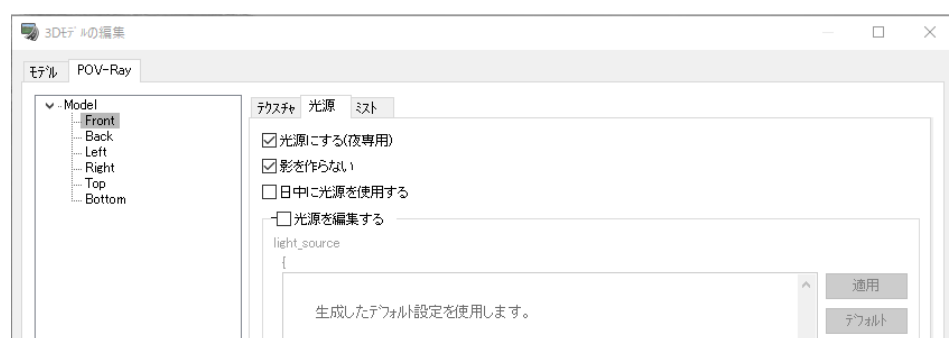 3Dﾓﾃﾞﾙの編集
ﾓﾃﾞﾙ POV-Ray
Model
Front
Back
Left
Right
Top
Bottom
ﾃｸｽﾁｬ 光源 ﾐｽﾄ
光源にする(夜専用)
影を作らない
日中に光源を使用する
光源を編集する
light_source
{
生成したﾃﾞﾌｫﾙﾄ設定を使用します。
適用
ﾃﾞﾌｫﾙﾄ